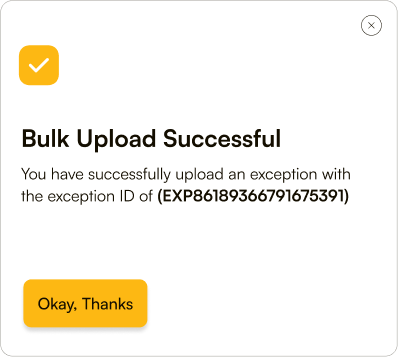 Bulk Upload Successful
You have successfully upload an exception with
the exception ID of (EXP86189366791675391)
Okay, Thanks